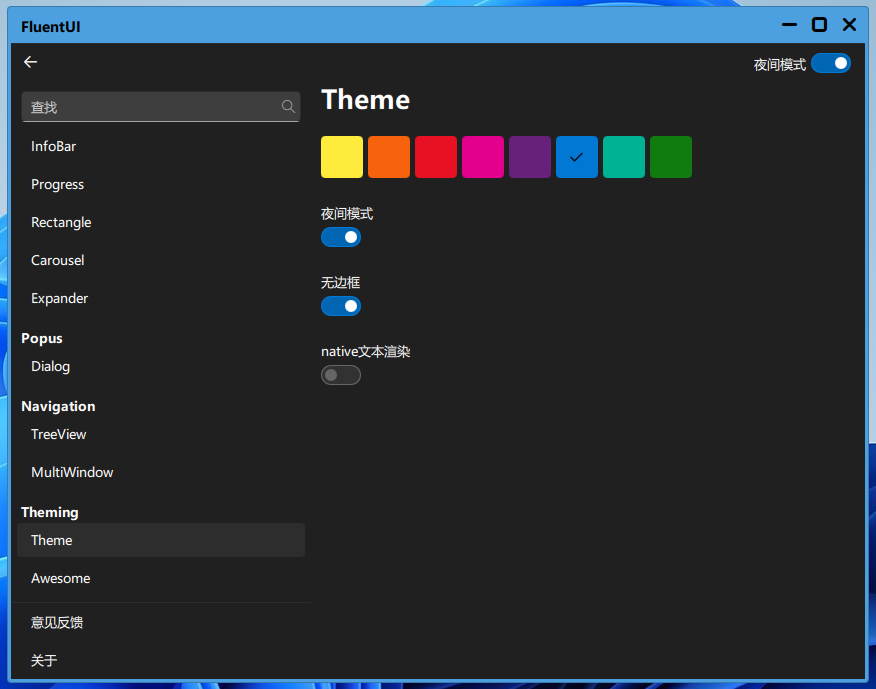 FluentUI
夜间模式
查找
InfoBar
Progress
Rectangle
Carousel
Expander
Popus
Dialog
Navigation
TreeView
MultiWindow
Theming
Theme
Awesome
意见反馈
关于
Theme
夜间模式
无边框
native文本渲染